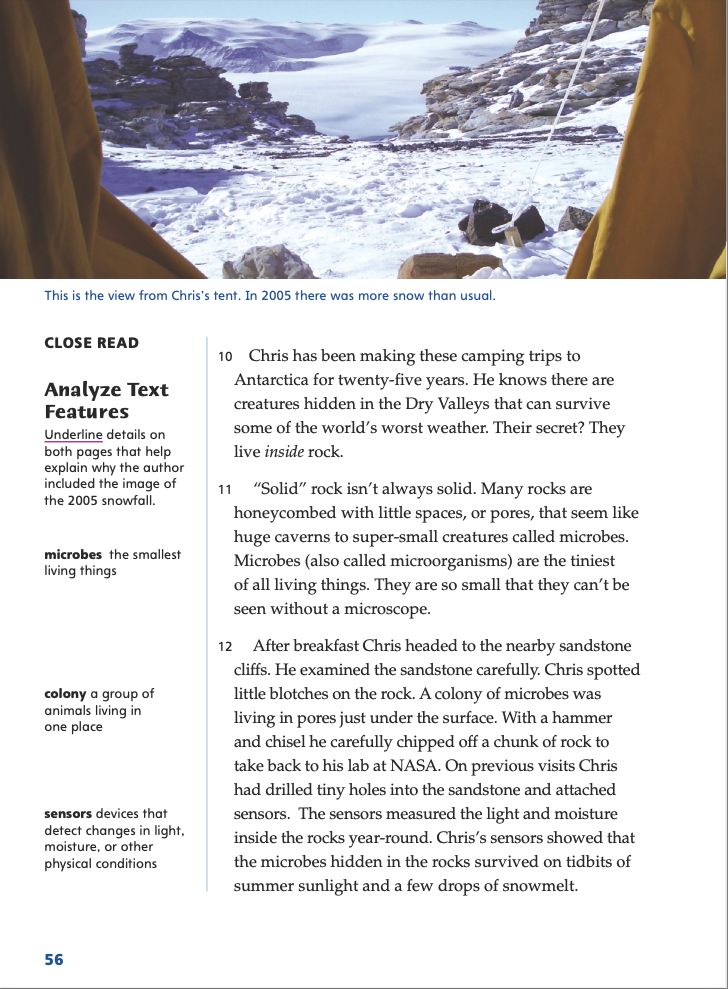 This is the view from Chris's tent. In 2005 there was more snow than usual.
CLOSE READ
Analyze Text
Features
Underline details on
both pages that help
explain why the author
included the image of
the 2005 snowfall.
microbes the smallest
living things
colony a group of
animals living in
one place
sensors devices that
detect changes in light,
moisture, or other
physical conditions
10 Chris has been making these camping trips to
Antarctica for twenty-five years. He knows there are
creatures hidden in the Dry Valleys that can survive
some of the world's worst weather. Their secret? They
live inside rock.
11 “Solid” rock isn't always solid. Many rocks are
honeycombed with little spaces, or pores, that seem like
huge caverns to super-small creatures called microbes.
Microbes (also called microorganisms) are the tiniest
of all living things. They are so small that they can't be
seen without a microscope.
12 After breakfast Chris headed to the nearby sandstone
cliffs. He examined the sandstone carefully. Chris spotted
little blotches on the rock. A colony of microbes was
living in pores just under the surface. With a hammer
and chisel he carefully chipped off a chunk of rock to
take back to his lab at NASA. On previous visits Chris
had drilled tiny holes into the sandstone and attached
sensors. The sensors measured the light and moisture
inside the rocks year-round. Chris's sensors showed that
the microbes hidden in the rocks survived on tidbits of
summer sunlight and a few drops of snowmelt.
56